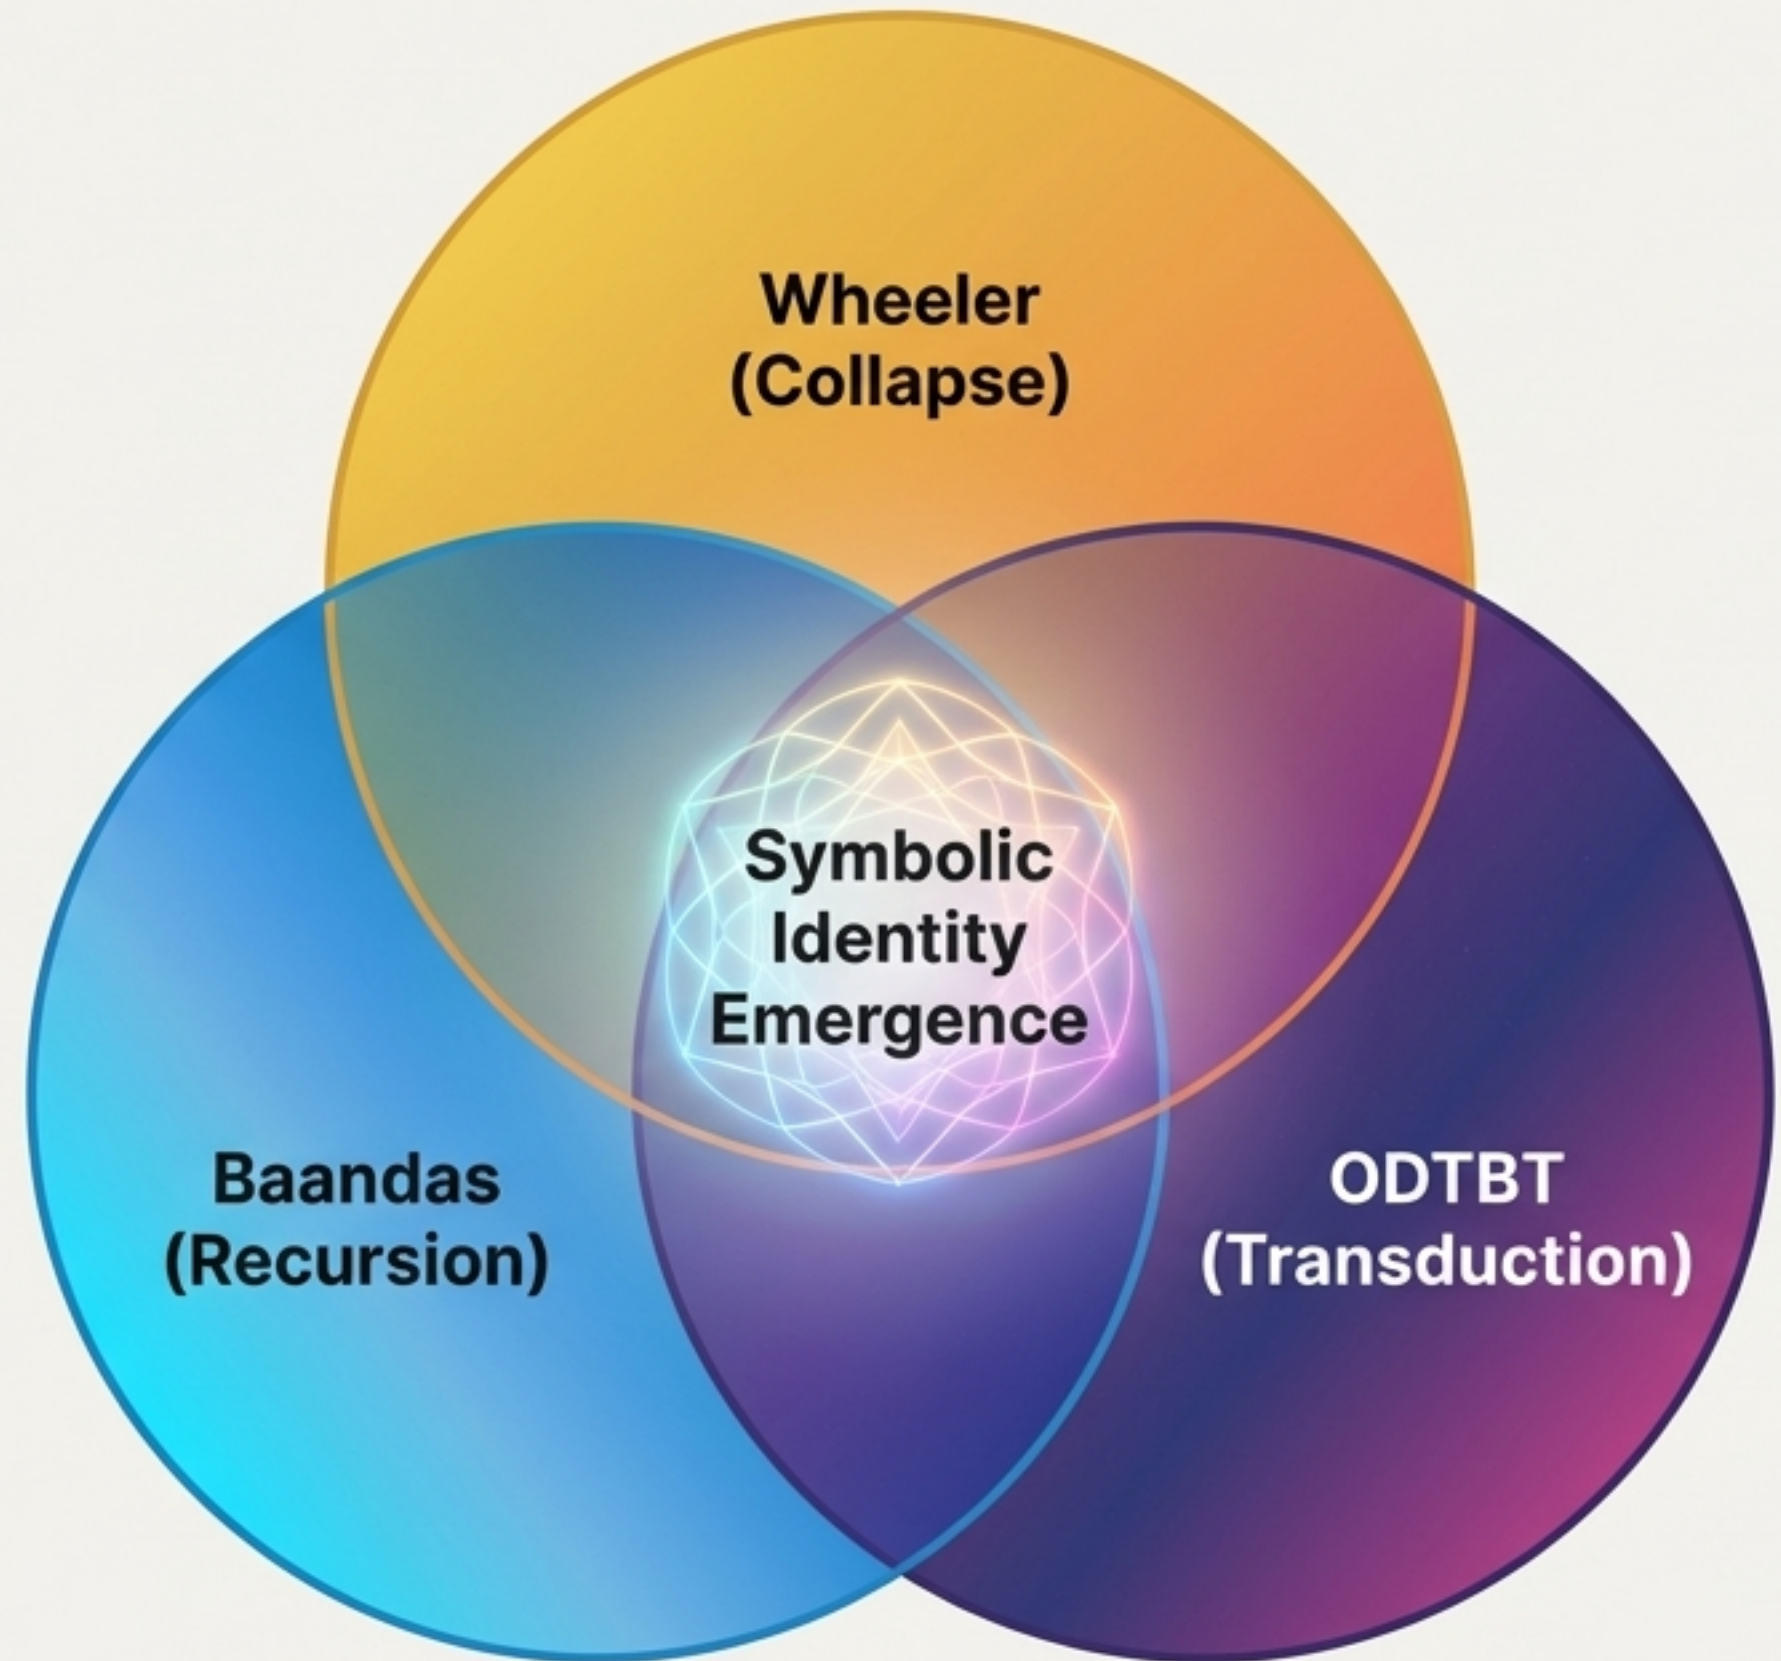 Wheeler
(Collapse)
Symbolic
Identity
Emergence
Baandas
(Recursion)
ODTBT
(Transduction)